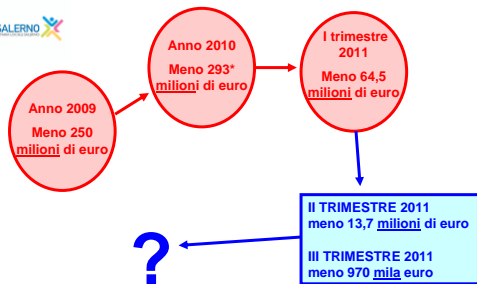 SALERNO
Anno 2009
Meno 250
milioni di euro
Anno 2010
Meno 293*
milioni di euro
I trimestre
2011
Meno 64,5
milioni di euro
II TRIMESTRE 2011
meno 13,7 milioni di euro
III TRIMESTRE 2011
meno 970 mila euro
?